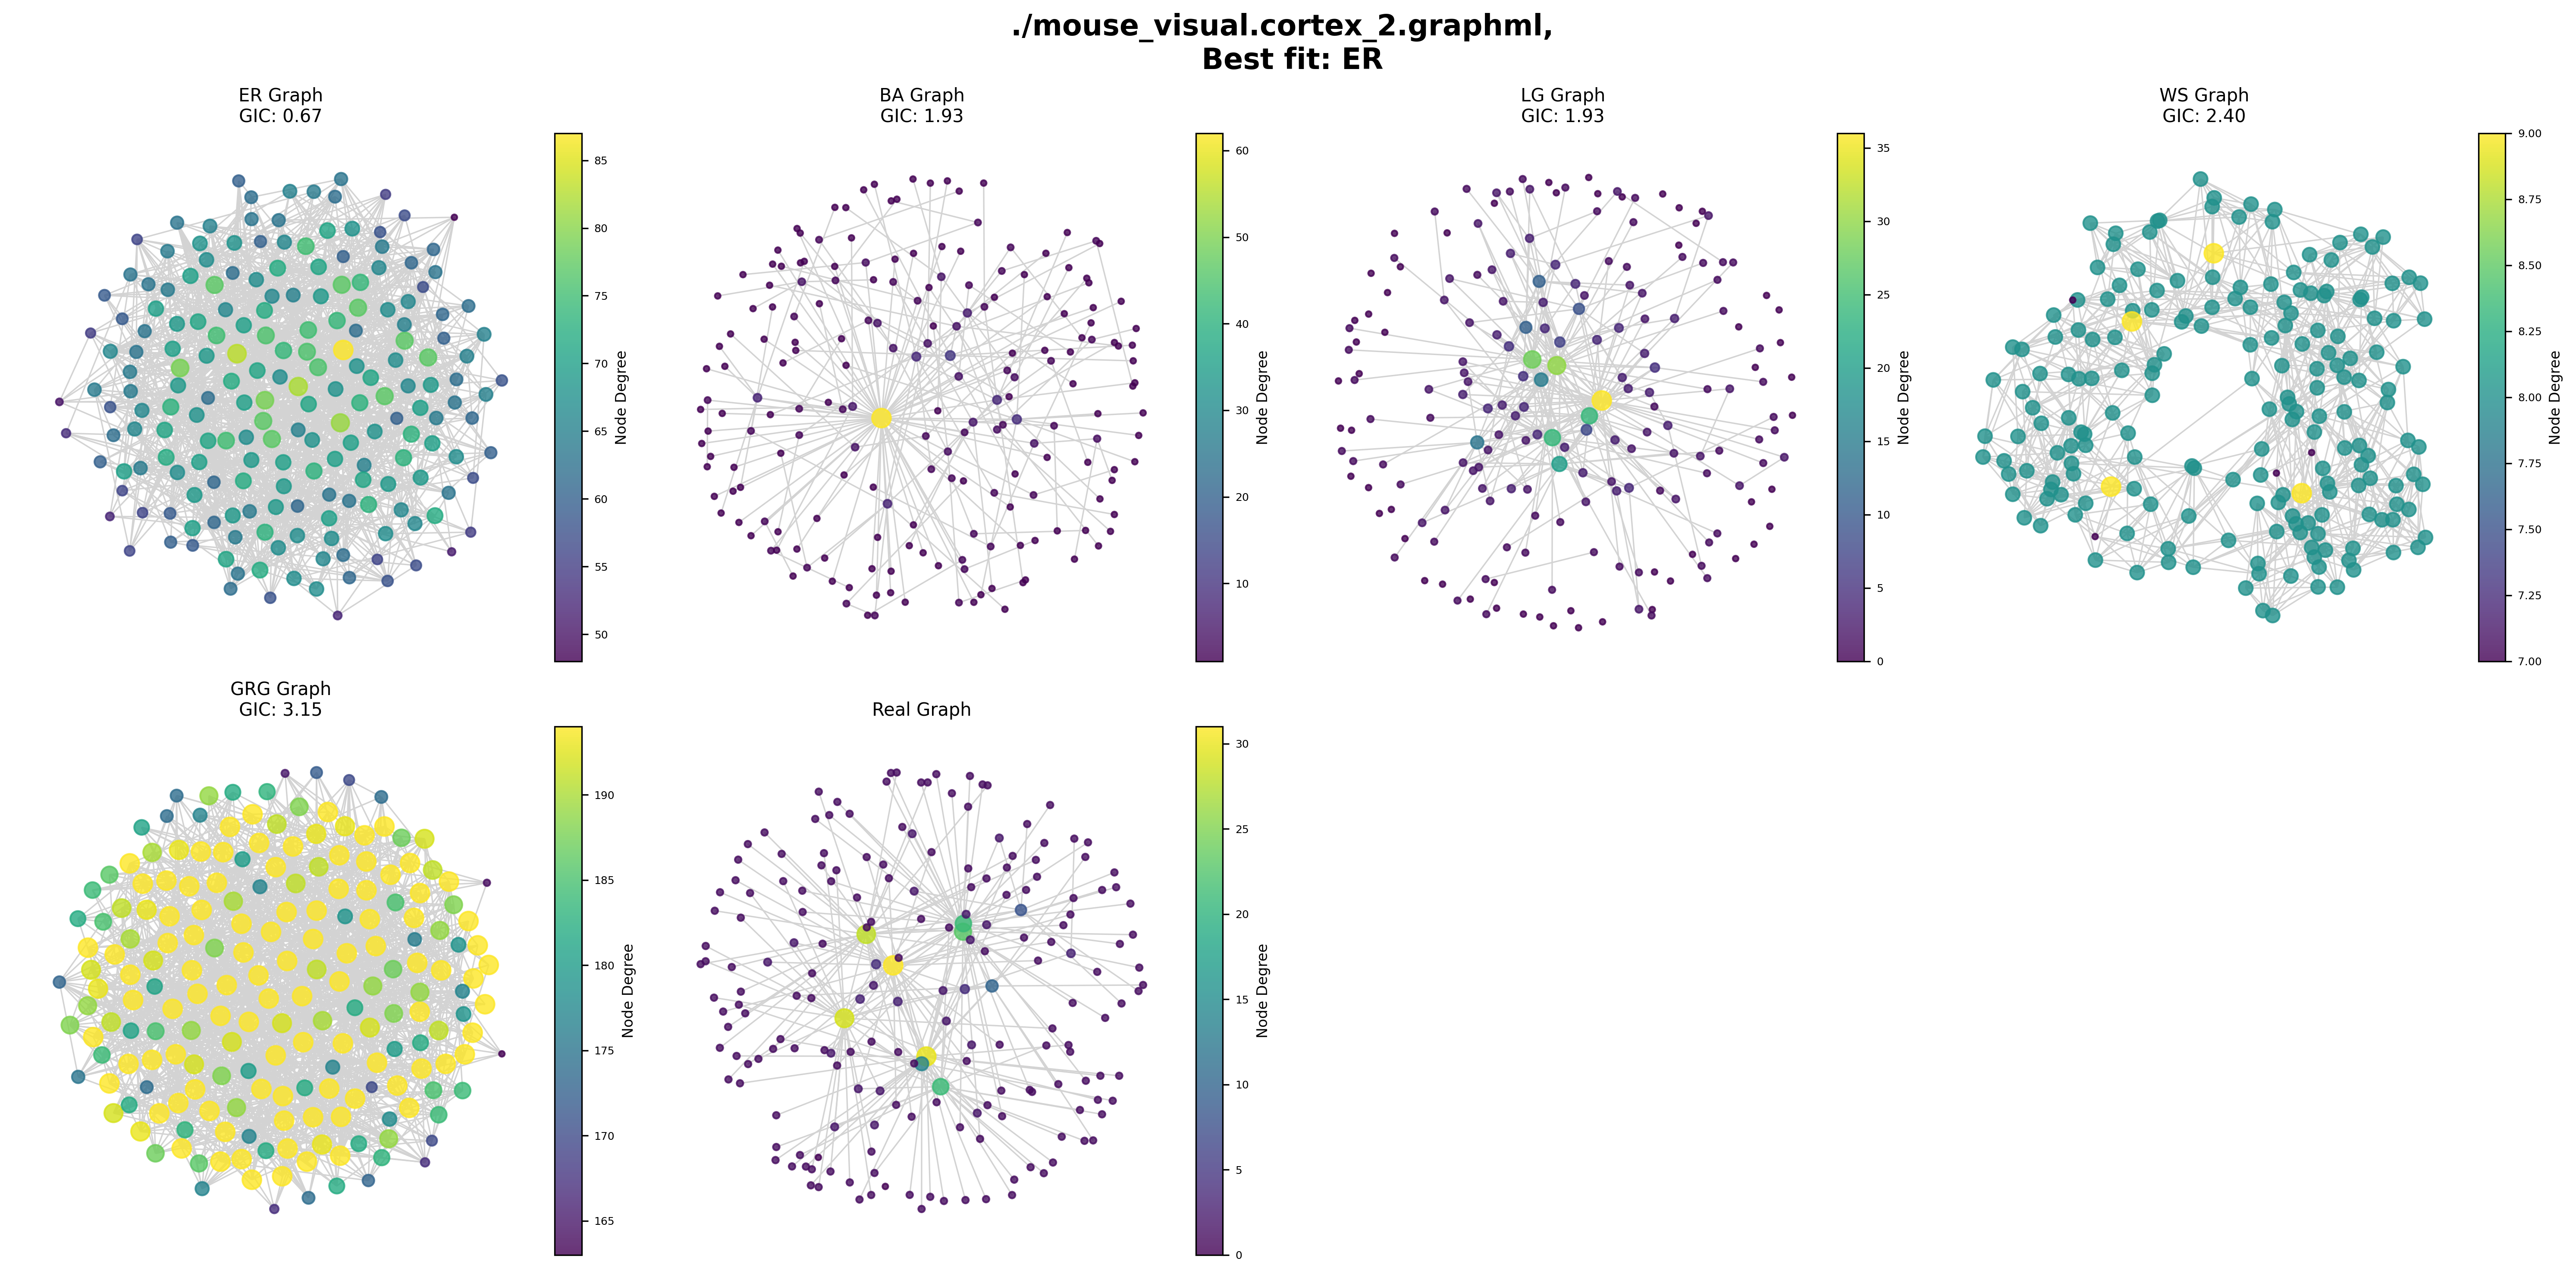 ./mouse_visual.cortex_2.graphml,
Best fit: ER
ER Graph
GIC: 0.67
85
80
75
70
65
60
55
50
Node Degree
BA Graph
GIC: 1.93
60
50
40
30
20
10
Node Degree
LG Graph
GIC: 1.93
35
30
25
20
15
10
5
0
Node Degree
WS Graph
GIC: 2.40
9.00
8.75
8.50
8.25
8.00
7.75
7.50
7.25
7.00
Node Degree
GRG Graph
GIC: 3.15
190
185
180
175
170
165
Node Degree
Real Graph
30
25
20
15
10
5
0
Node Degree